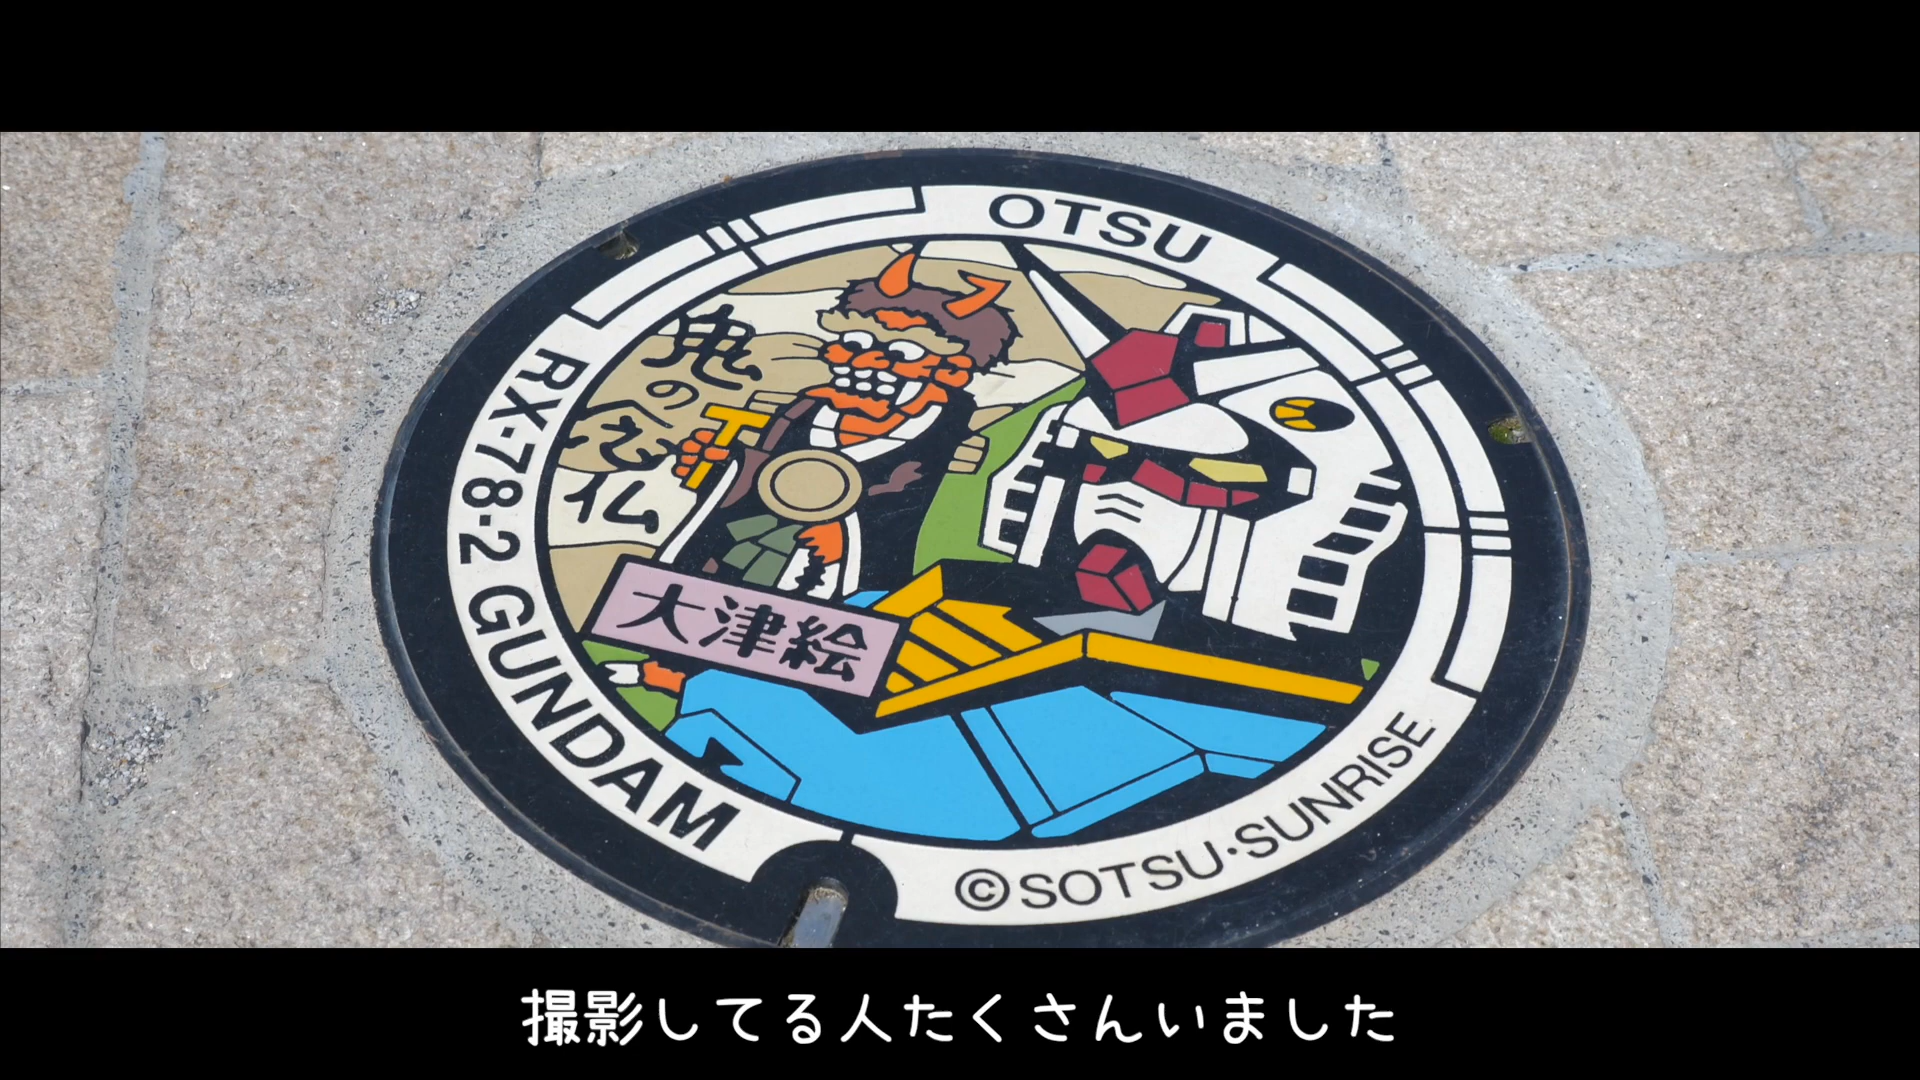 OTSU
鬼の念仏
大津絵
RX-78-2 GUNDAM
©SOTSU・SUNRISE
撮影してる人たくさんいました